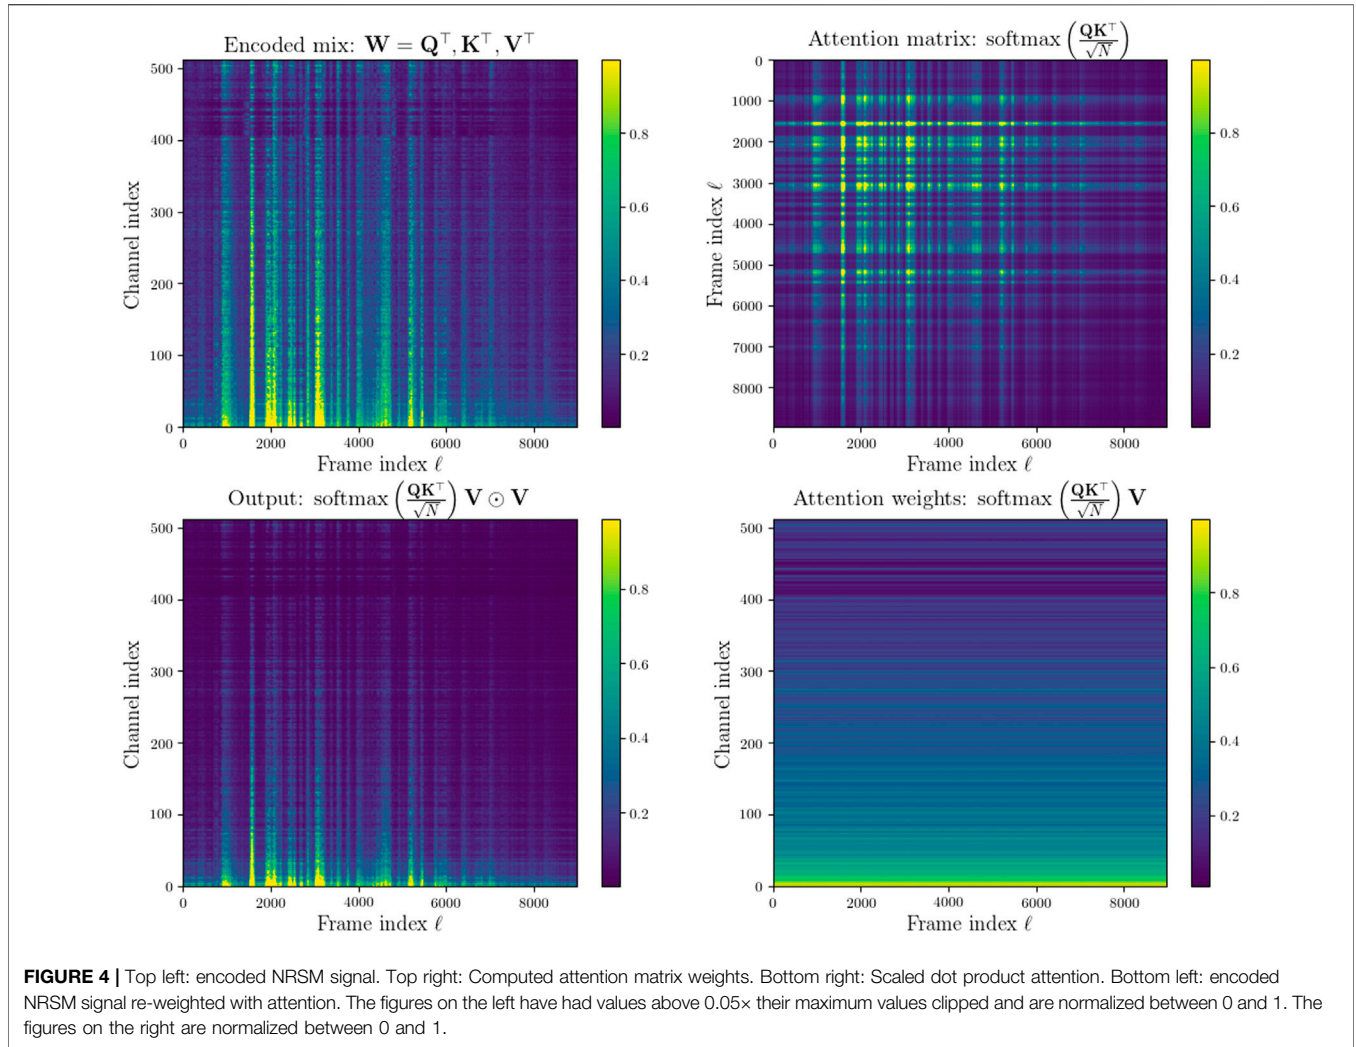 Encoded mix: W = Q⊤, K⊤, V⊤
500
400
300
200
100
0
Channel index
0 2000 4000 6000 8000
Frame index ℓ
0.8
0.6
0.4
0.2
Attention matrix: softmax (QK⊤/√N)
0
1000
2000
3000
4000
5000
6000
7000
8000
Frame index ℓ
0 2000 4000 6000 8000
Frame index ℓ
0.8
0.6
0.4
0.2
Output: softmax (QK⊤/√N) V ⊙ V
500
400
300
200
100
0
Channel index
0 2000 4000 6000 8000
Frame index ℓ
0.8
0.6
0.4
0.2
Attention weights: softmax (QK⊤/√N) V
500
400
300
200
100
0
Channel index
0 2000 4000 6000 8000
Frame index ℓ
0.8
0.6
0.4
0.2
FIGURE 4 | Top left: encoded NRSM signal. Top right: Computed attention matrix weights. Bottom right: Scaled dot product attention. Bottom left: encoded
NRSM signal re-weighted with attention. The figures on the left have had values above 0.05× their maximum values clipped and are normalized between 0 and 1. The
figures on the right are normalized between 0 and 1.